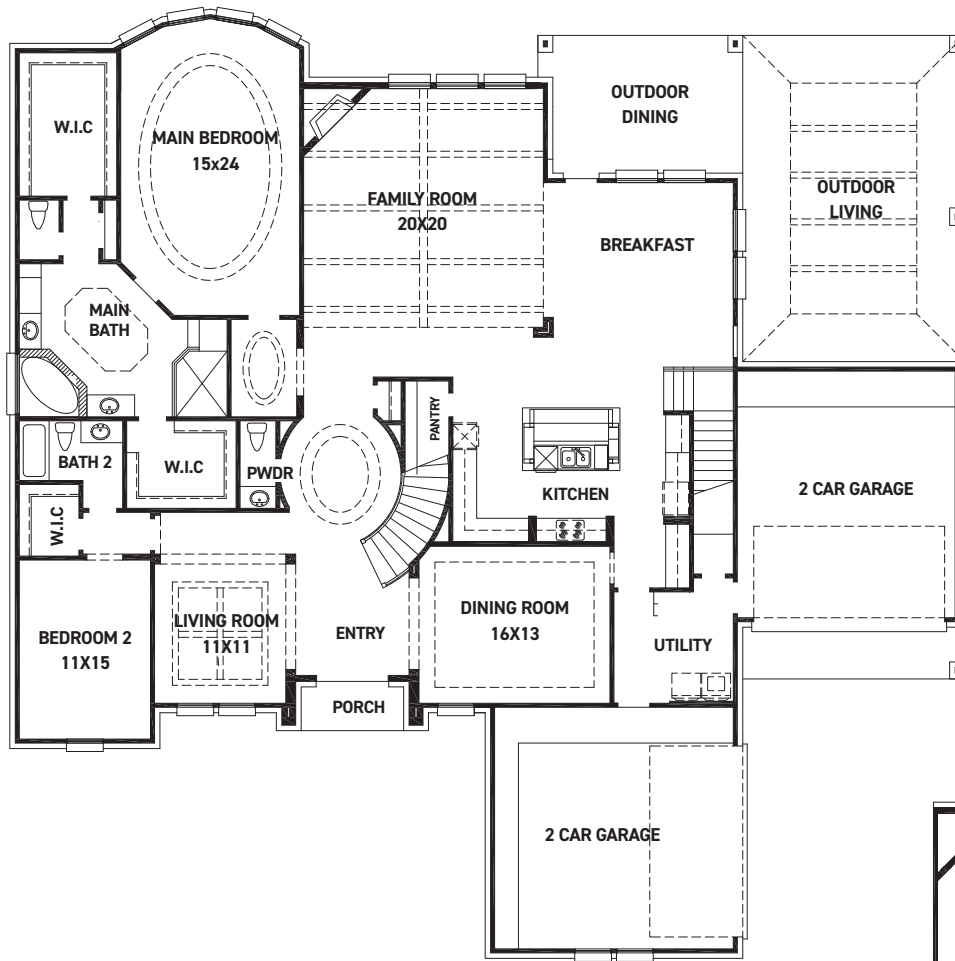 OUTDOOR
DINING
W.I.C
MAIN BEDROOM
15x24
FAMILY ROOM
20X20
OUTDOOR
LIVING
BREAKFAST
MAIN
BATH
PANTRY
BATH 2
W.I.C
PWDR
KITCHEN
2 CAR GARAGE
W.I.C
BEDROOM 2
11X15
LIVING ROOM
11X11
ENTRY
DINING ROOM
16X13
UTILITY
PORCH
2 CAR GARAGE